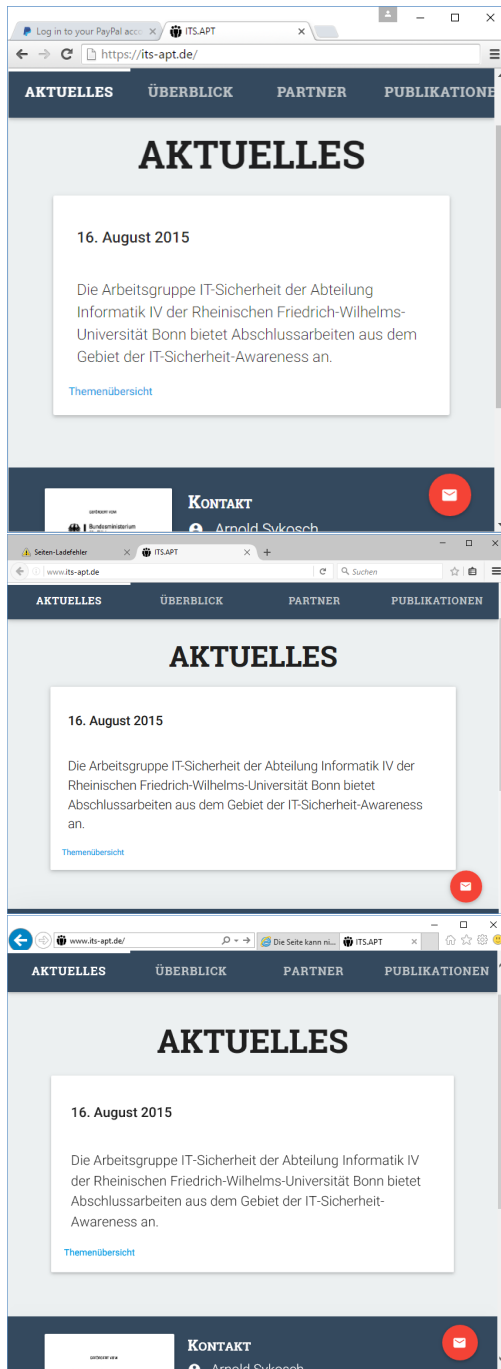 Log in to your PayPal acco
ITS.APT
https://its-apt.de/
AKTUELLES ÜBERBLICK PARTNER PUBLIKATIONE
AKTUELLES
16. August 2015
Die Arbeitsgruppe IT-Sicherheit der Abteilung
Informatik IV der Rheinischen Friedrich-Wilhelms-
Universität Bonn bietet Abschlussarbeiten aus dem
Gebiet der IT-Sicherheit-Awareness an.
Themenübersicht
KONTAKT
Bundesministerium
Arnold Sykosch
Seiten-Ladefehler
ITS.APT
www.its-apt.de
Suchen
AKTUELLES ÜBERBLICK PARTNER PUBLIKATIONEN
AKTUELLES
16. August 2015
Die Arbeitsgruppe IT-Sicherheit der Abteilung Informatik IV der
Rheinischen Friedrich-Wilhelms-Universität Bonn bietet
Abschlussarbeiten aus dem Gebiet der IT-Sicherheit-Awareness
an.
Themenübersicht
www.its-apt.de/
Die Seite kann ni...
ITS.APT
AKTUELLES ÜBERBLICK PARTNER PUBLIKATIONEN
AKTUELLES
16. August 2015
Die Arbeitsgruppe IT-Sicherheit der Abteilung Informatik IV
der Rheinischen Friedrich-Wilhelms-Universität Bonn bietet
Abschlussarbeiten aus dem Gebiet der IT-Sicherheit-
Awareness an.
Themenübersicht
KONTAKT
Arnold Sykosch